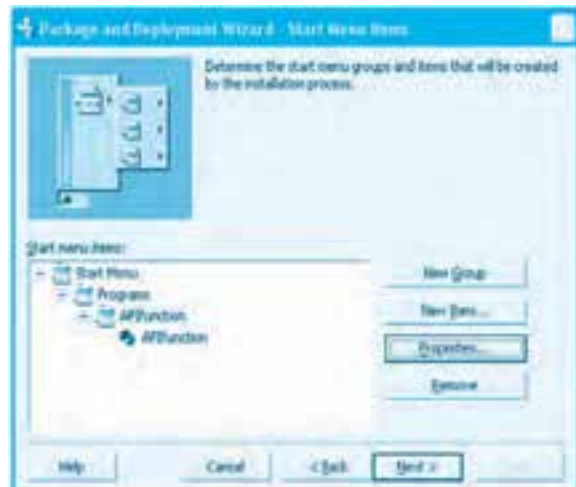 Package and Deployment Wizard - Start Menu Items
Determine the start menu groups and items that will be created
by the installation process.
Start menu items:
Start Menu
Programs
APIFunction
APIFunction
New Group
New Item...
Properties...
Remove
Help
Cancel
< Back
Next >